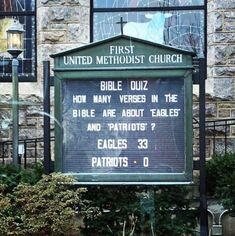 FIRST
UNITED METHODIST CHURCH
BIBLE QUIZ
HOW MANY VERSES IN THE
BIBLE ARE ABOUT 'EAGLES'
AND 'PATRIOTS'?
EAGLES 33
PATRIOTS - 0